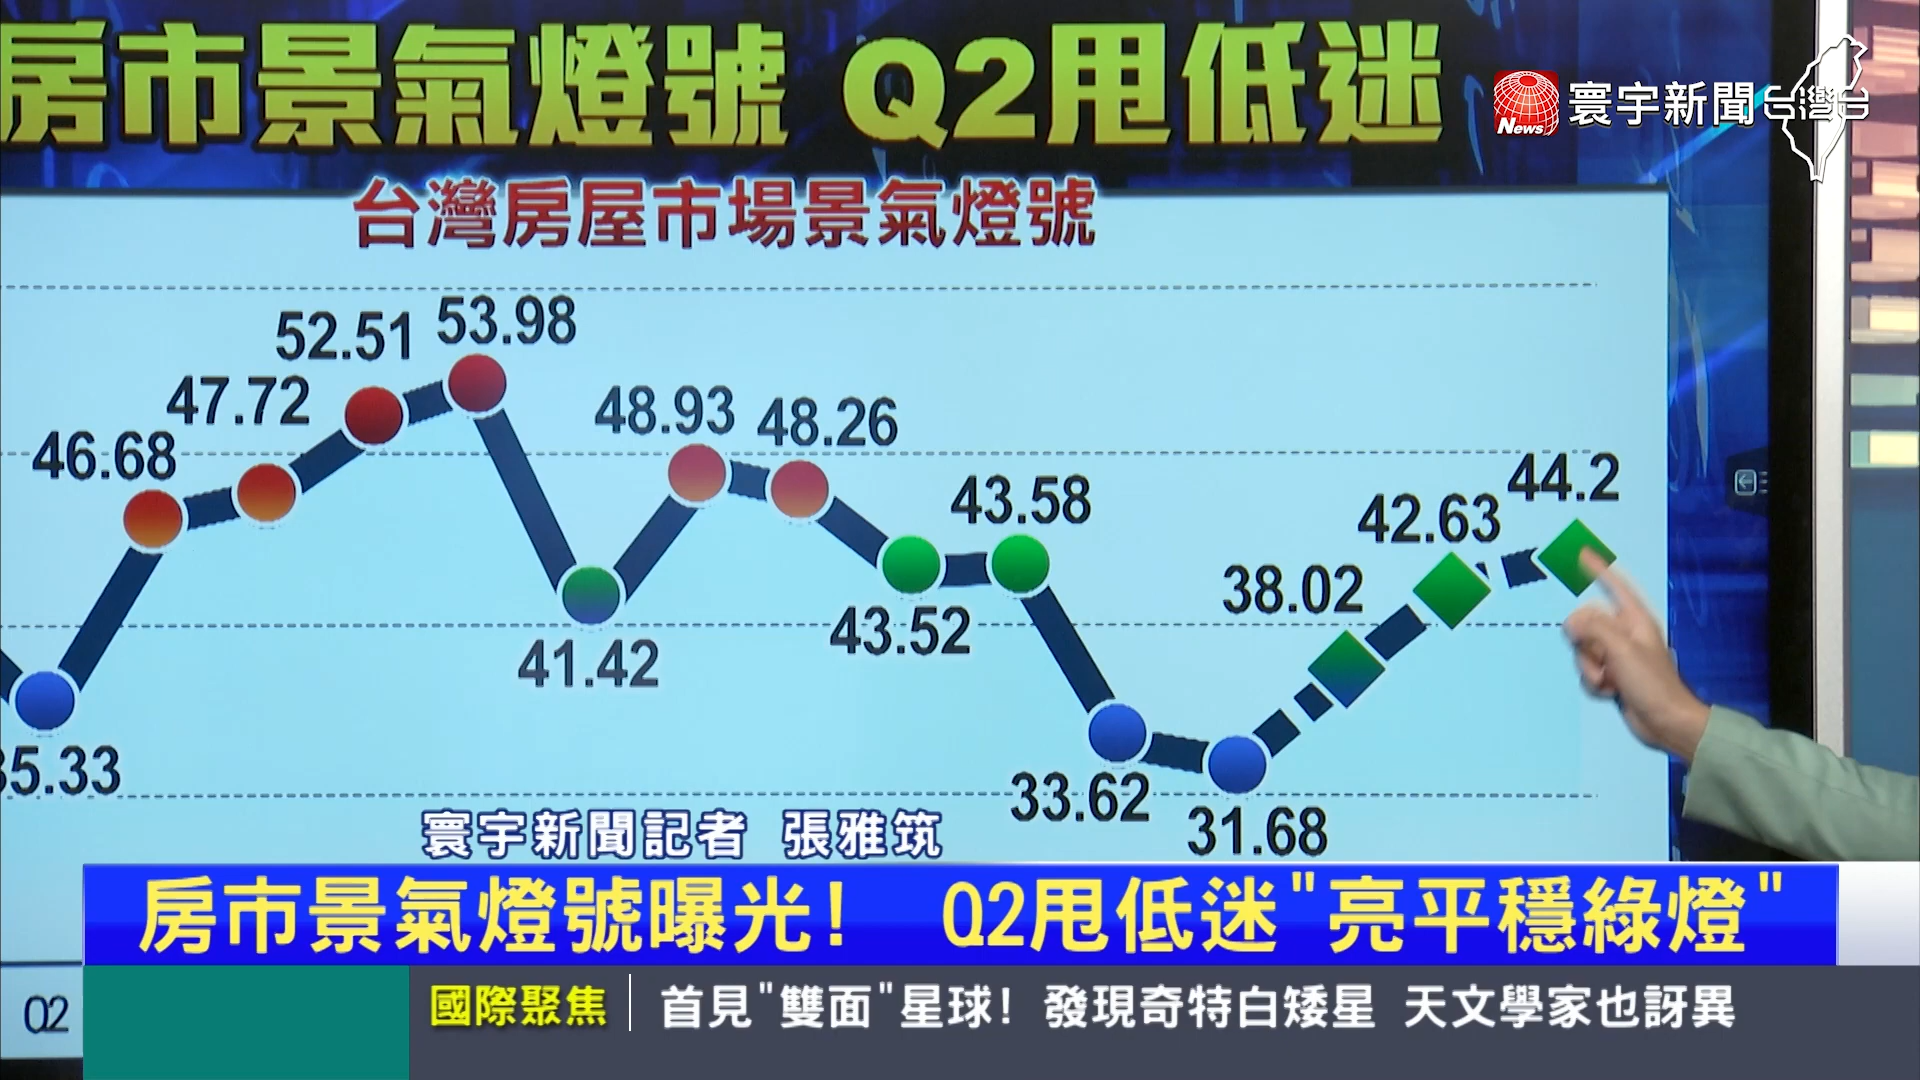 房市景氣燈號 Q2甩低迷
News 寰宇新聞 台灣台
台灣房屋市場景氣燈號
52.51
53.98
47.72
46.68
48.93
48.26
43.58
44.2
42.63
38.02
43.52
41.42
35.33
33.62
31.68
寰宇新聞記者 張雅筑
房市景氣燈號曝光! Q2甩低迷"亮平穩綠燈"
Q2
國際聚焦
首見"雙面"星球! 發現奇特白矮星 天文學家也訝異